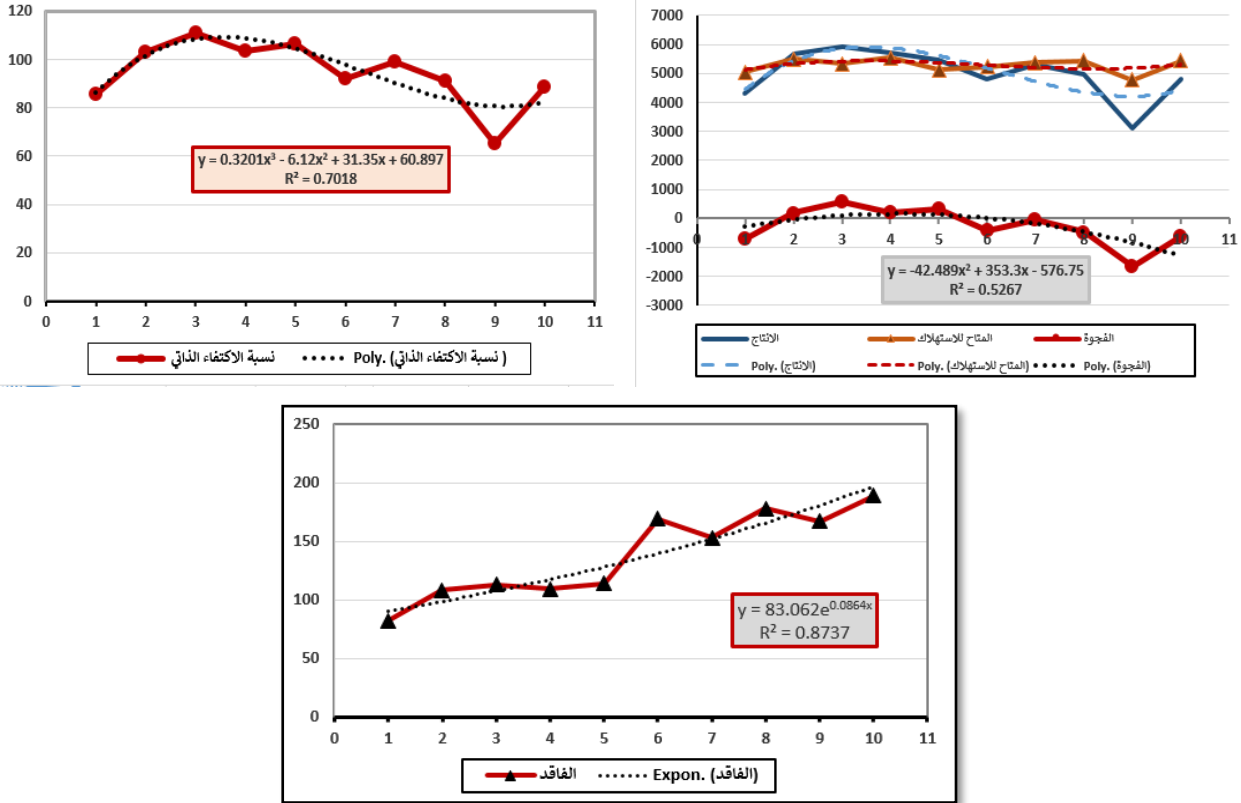 120
100
80
60
40
20
0
0 1 2 3 4 5 6 7 8 9 10 11
y = 0.3201x³ - 6.12x² + 31.35x + 60.897
R² = 0.7018
نسبة الاكتفاء الذاتي
Poly. (نسبة الاكتفاء الذاتي )
7000
6000
5000
4000
3000
2000
1000
0
-1000
-2000
-3000
0 1 2 3 4 5 6 7 8 9 10 11
y = -42.489x² + 353.3x - 576.75
R² = 0.5267
الانتاج
المتاح للاستهلاك
الفجوة
Poly. (الانتاج)
Poly. (المتاح للاستهلاك)
Poly. (الفجوة)
250
200
150
100
50
0
0 1 2 3 4 5 6 7 8 9 10 11
y = 83.062e^0.0864x
R² = 0.8737
الفاقد
Expon. (الفاقد)